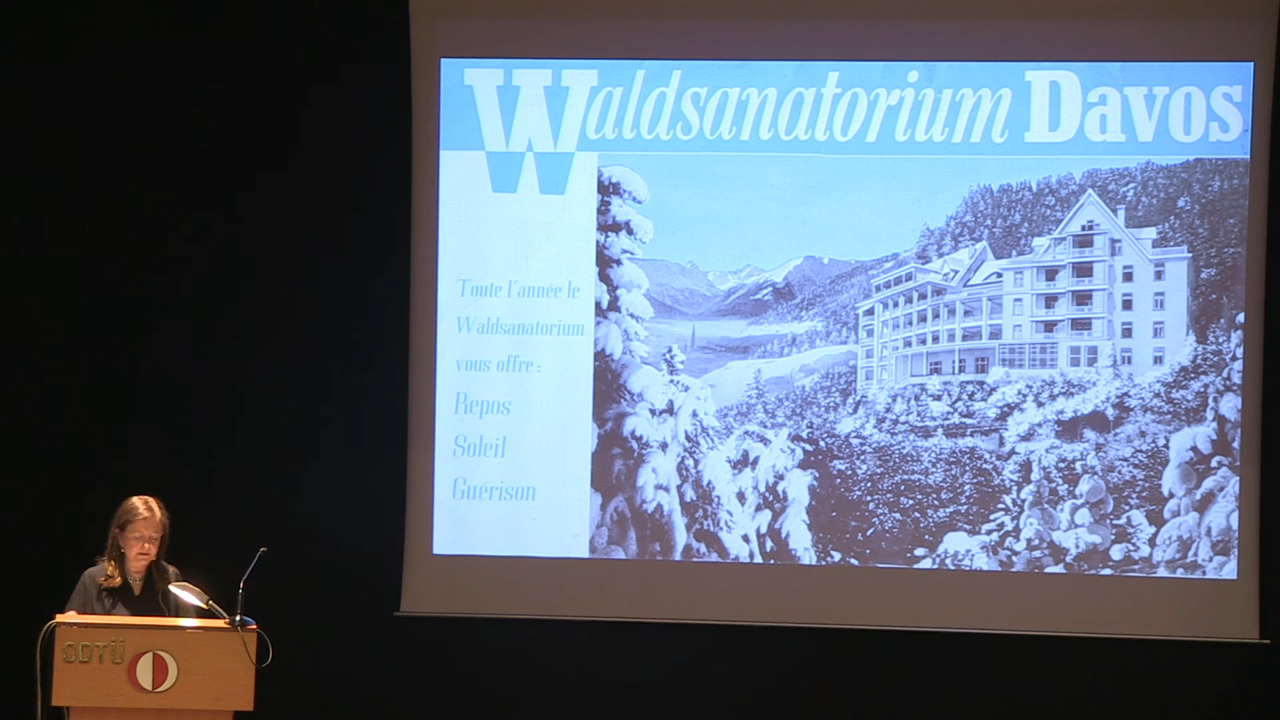 Waldsanatorium Davos
Toute l'année le
Waldsanatorium
vous offre :
Repos
Soleil
Guérison
ODTÜ